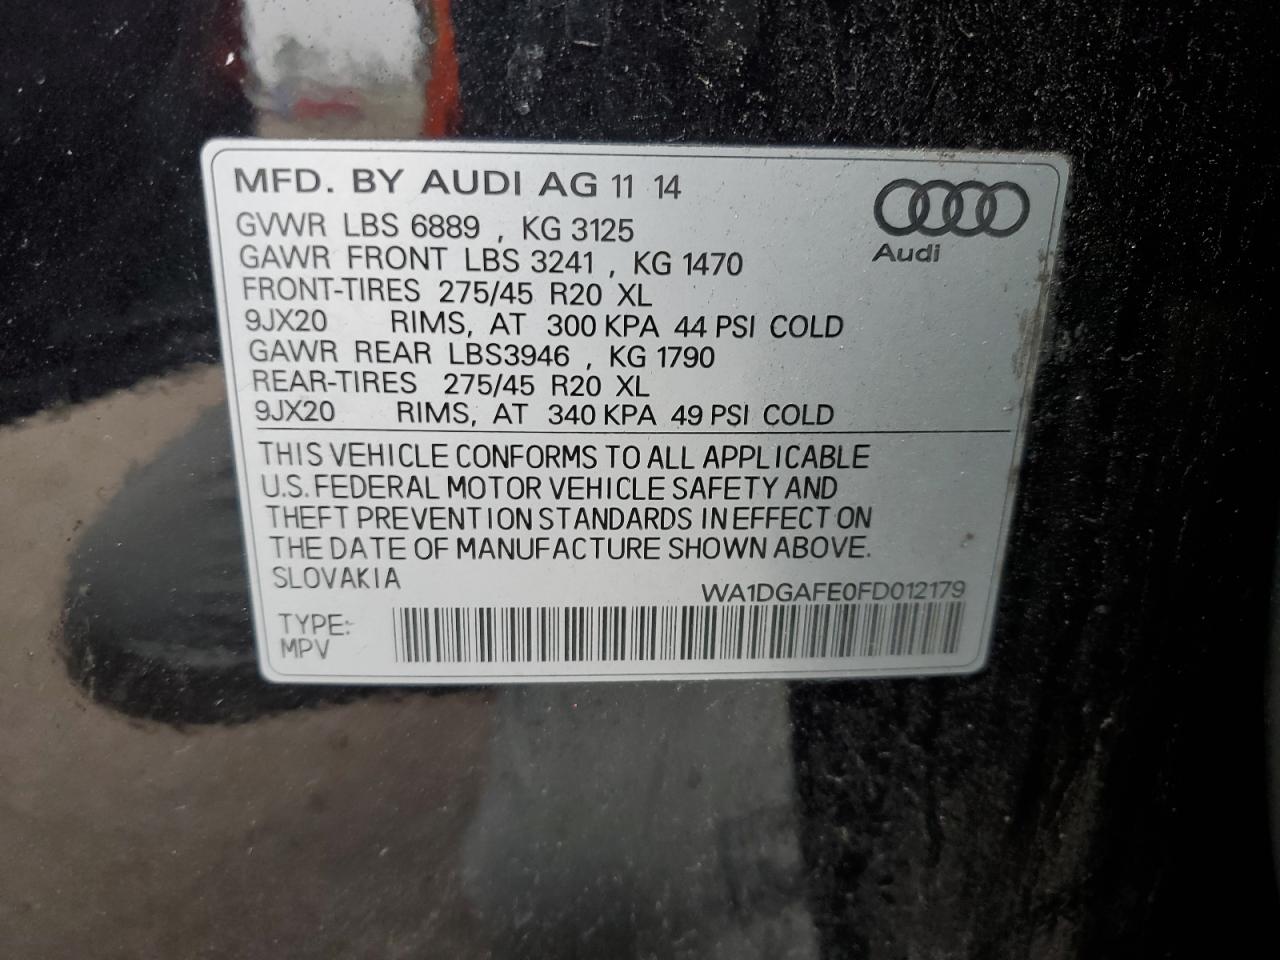 MFD. BY AUDI AG 11 14
Audi
GVWR LBS 6889 , KG 3125
GAWR FRONT LBS 3241 , KG 1470
FRONT-TIRES 275/45 R20 XL
9JX20 RIMS, AT 300 KPA 44 PSI COLD
GAWR REAR LBS3946 , KG 1790
REAR-TIRES 275/45 R20 XL
9JX20 RIMS, AT 340 KPA 49 PSI COLD
THIS VEHICLE CONFORMS TO ALL APPLICABLE
U.S. FEDERAL MOTOR VEHICLE SAFETY AND
THEFT PREVENTION STANDARDS IN EFFECT ON
THE DATE OF MANUFACTURE SHOWN ABOVE.
SLOVAKIA
WA1DGAFE0FD012179
TYPE:
MPV